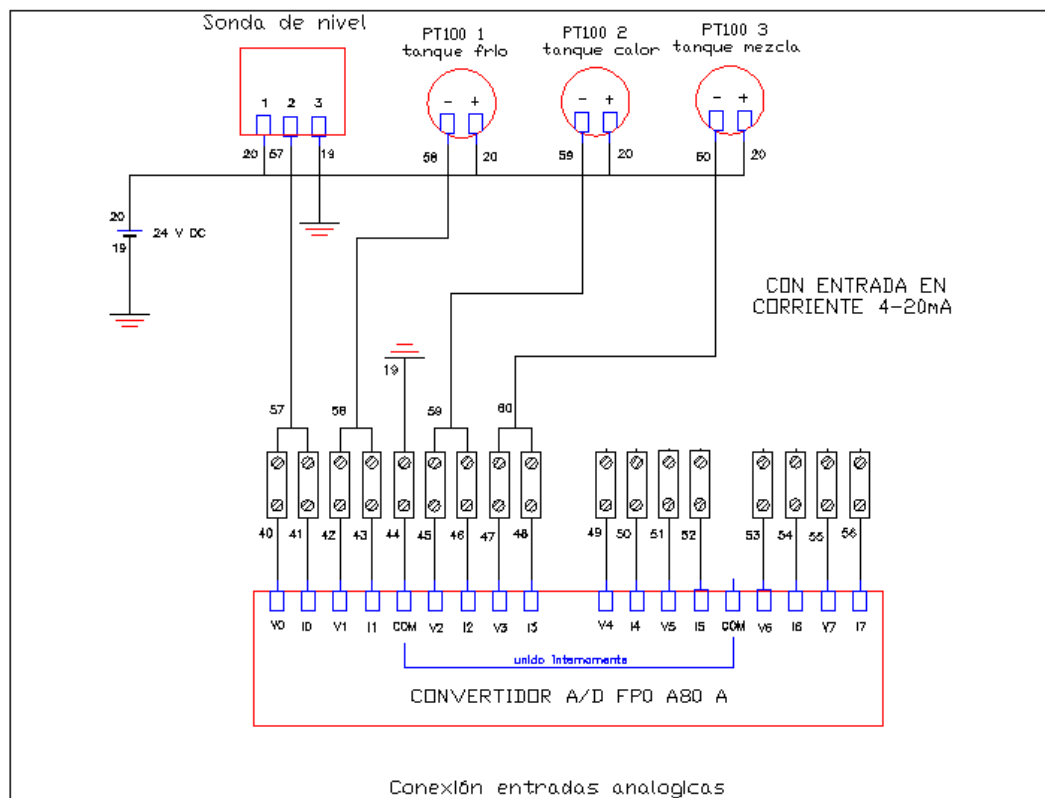 Sonda de nivel
PT100 1
tanque frIo
PT100 2
tanque calor
PT100 3
tanque mezcla
1 2 3
- +
- +
- +
20 57 19
58 20
59 20
60 20
20
24 V DC
19
CON ENTRADA EN
CORRIENTE 4-20mA
19
57 58 59 60
40 41 42 43 44 45 46 47 48 49 50 51 52 53 54 55 56
V0 I0 V1 I1 COM V2 I2 V3 I3 V4 I4 V5 I5 COM V6 I6 V7 I7
unido Internamente
CONVERTIDOR A/D FP0 A80 A
ConexIón entradas analogicas